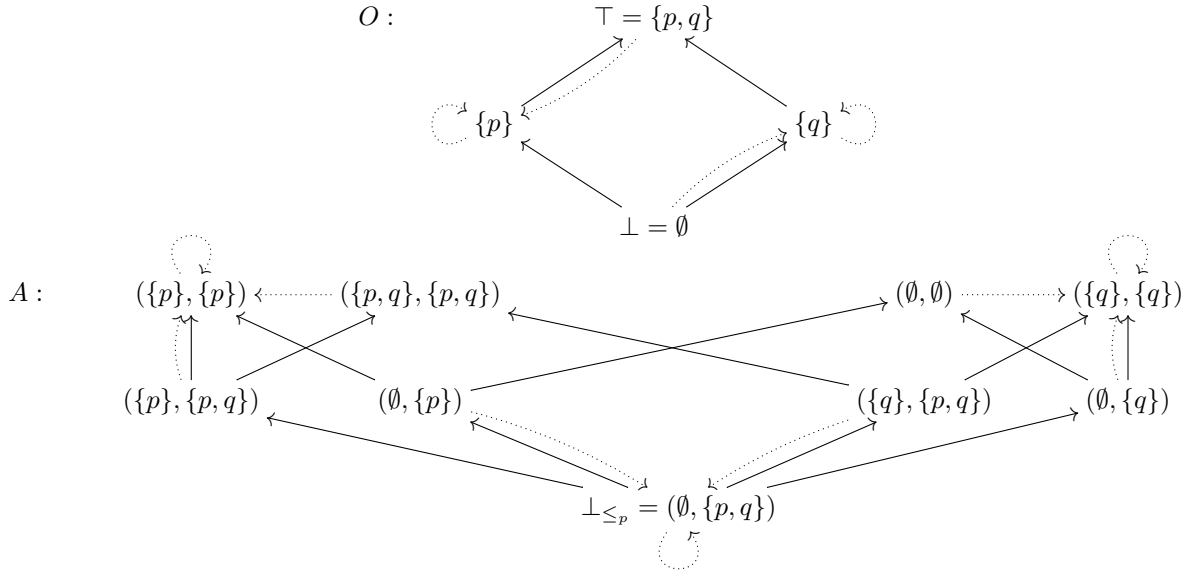 O : ⊤ = {p, q}
{p} {q}
⊥ = ∅
A : ({p}, {p}) ({p, q}, {p, q}) (∅, ∅) ({q}, {q})
({p}, {p, q}) (∅, {p}) ({q}, {p, q}) (∅, {q})
⊥≤ₚ = (∅, {p, q})